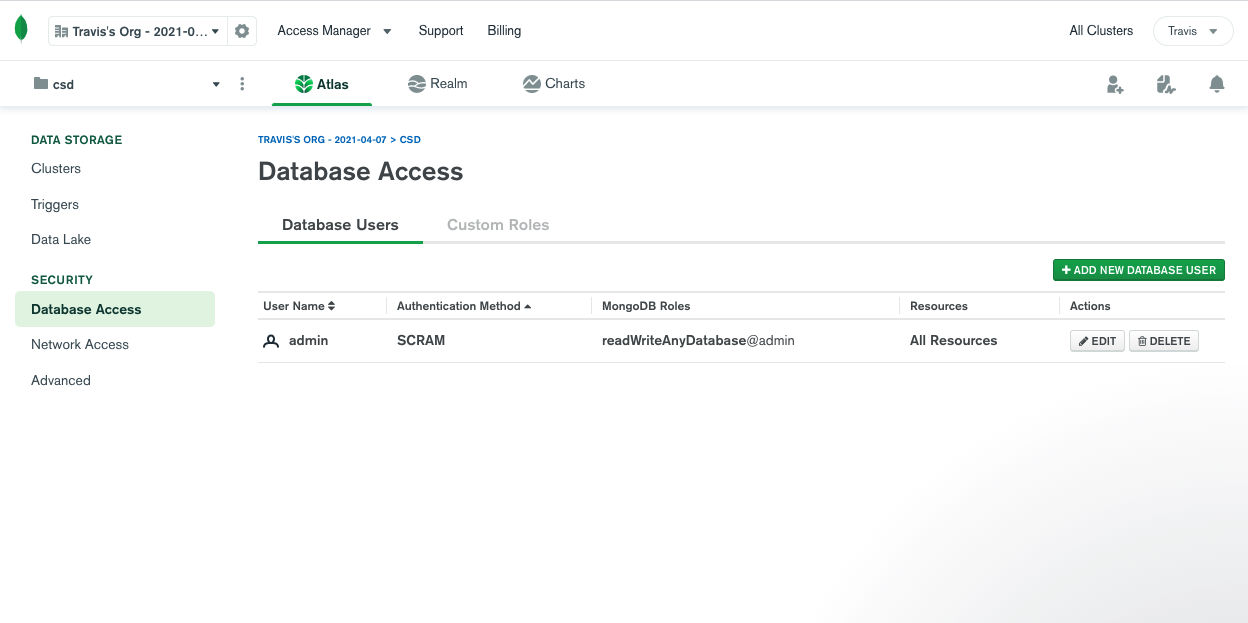 Travis's Org - 2021-0...
Access Manager
Support
Billing
All Clusters
Travis
csd
Atlas
Realm
Charts
DATA STORAGE
Clusters
Triggers
Data Lake
SECURITY
Database Access
Network Access
Advanced
TRAVIS'S ORG - 2021-04-07 > CSD
Database Access
Database Users
Custom Roles
+ ADD NEW DATABASE USER
User Name
Authentication Method
MongoDB Roles
Resources
Actions
admin
SCRAM
readWriteAnyDatabase@admin
All Resources
EDIT
DELETE